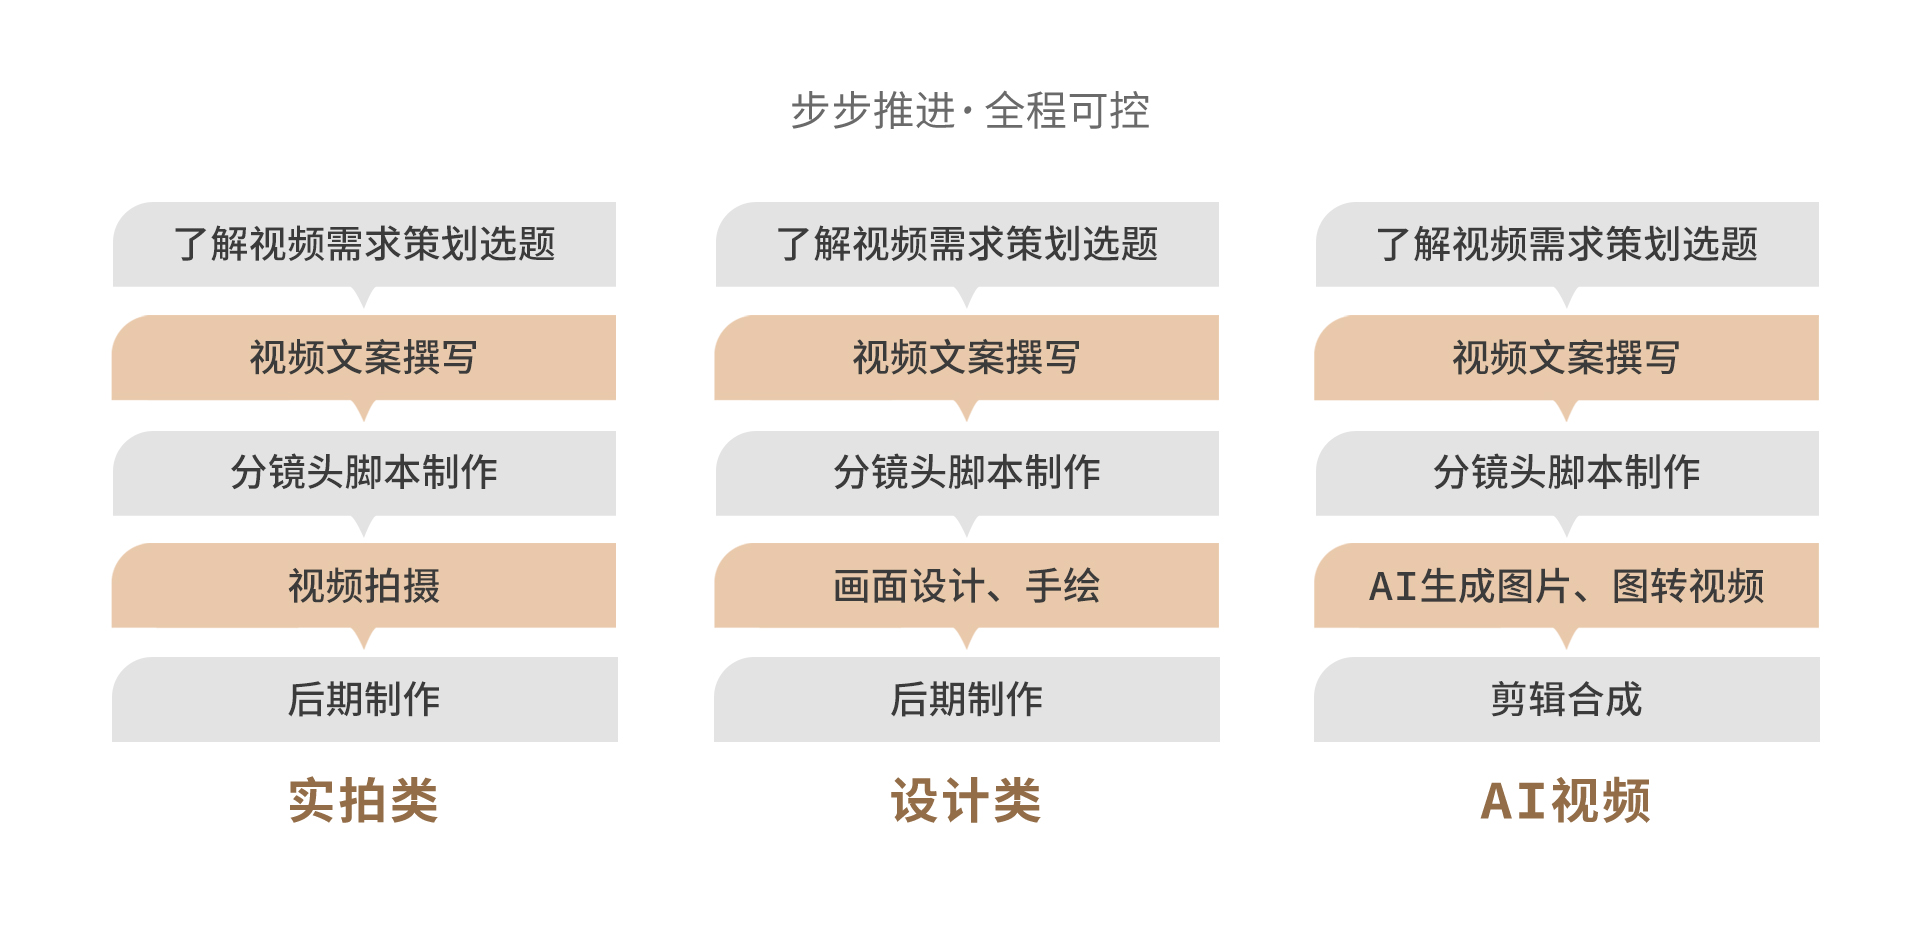 步步推进·全程可控
了解视频需求策划选题
视频文案撰写
分镜头脚本制作
视频拍摄
后期制作
实拍类
了解视频需求策划选题
视频文案撰写
分镜头脚本制作
画面设计、手绘
后期制作
设计类
了解视频需求策划选题
视频文案撰写
分镜头脚本制作
AI生成图片、图转视频
剪辑合成
AI视频